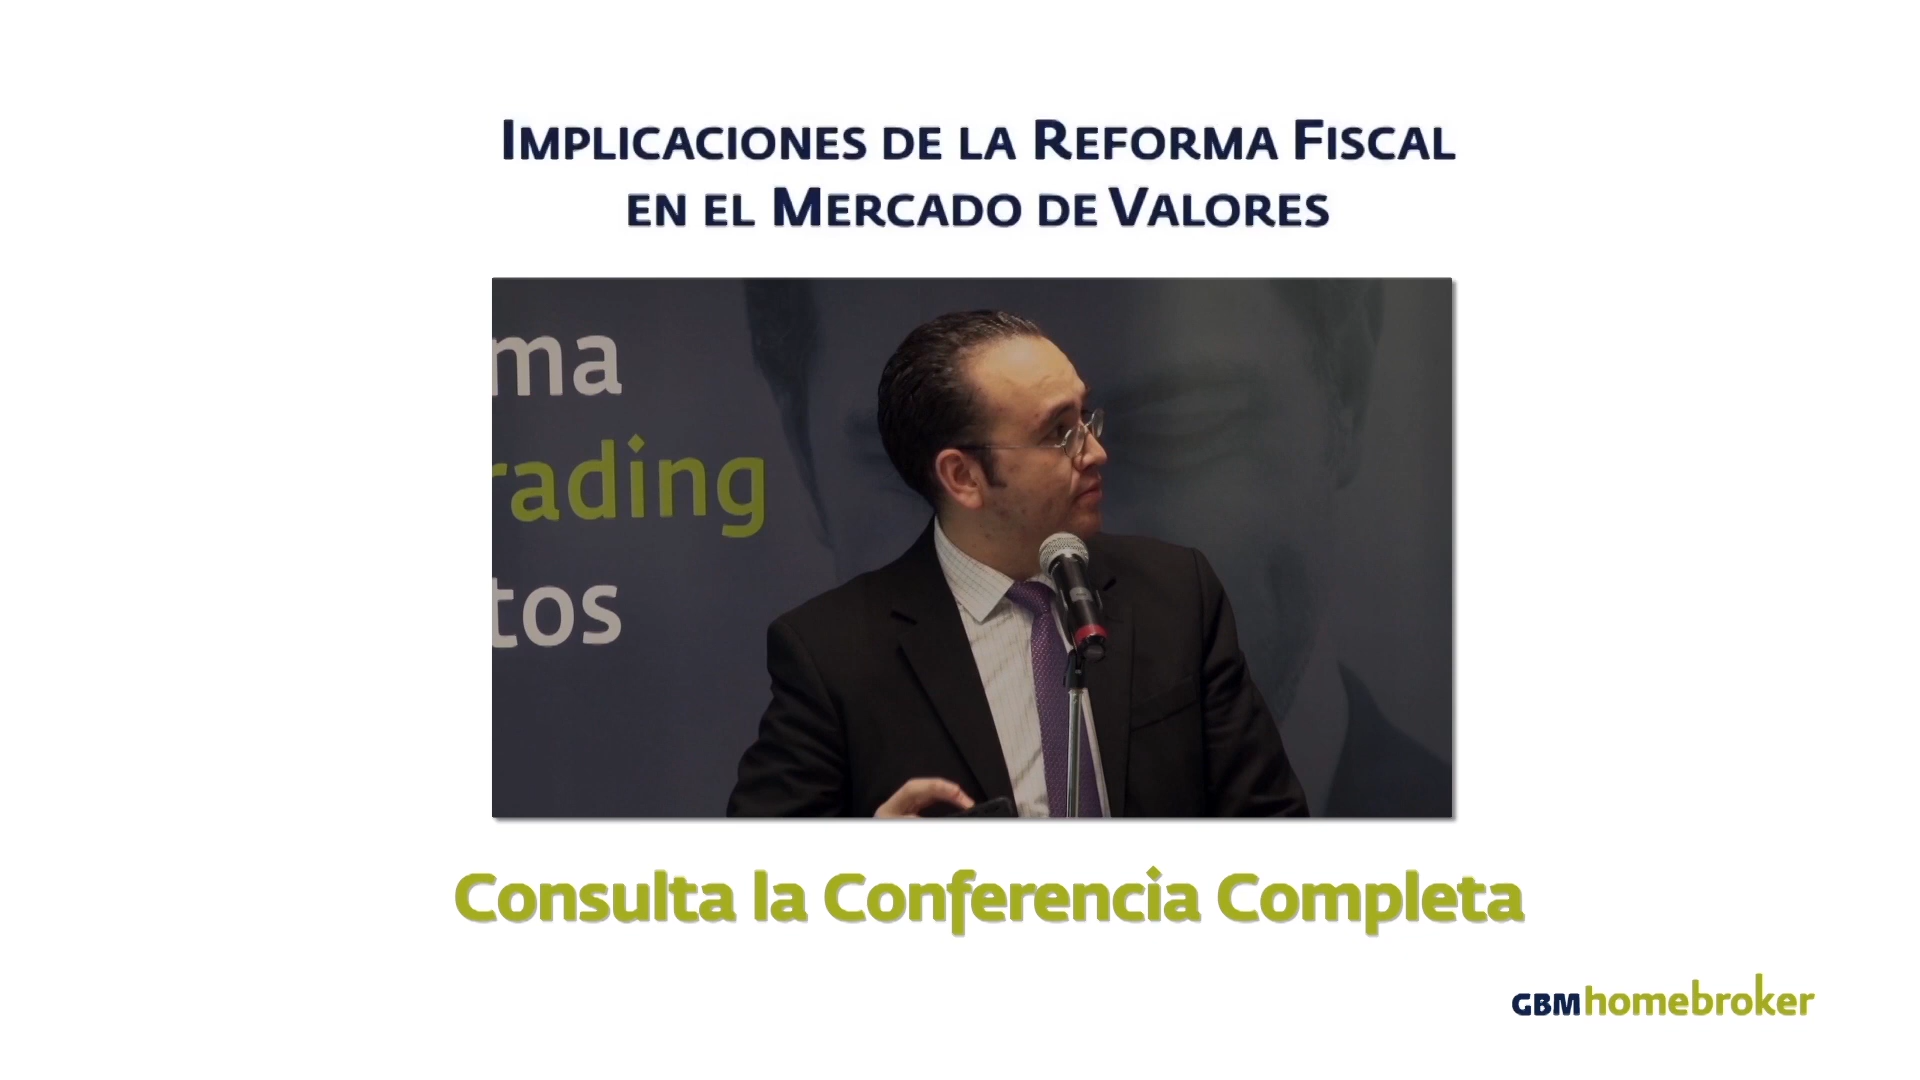 IMPLICACIONES DE LA REFORMA FISCAL
EN EL MERCADO DE VALORES
ma
rading
tos
Consulta la Conferencia Completa
GBMhomebroker